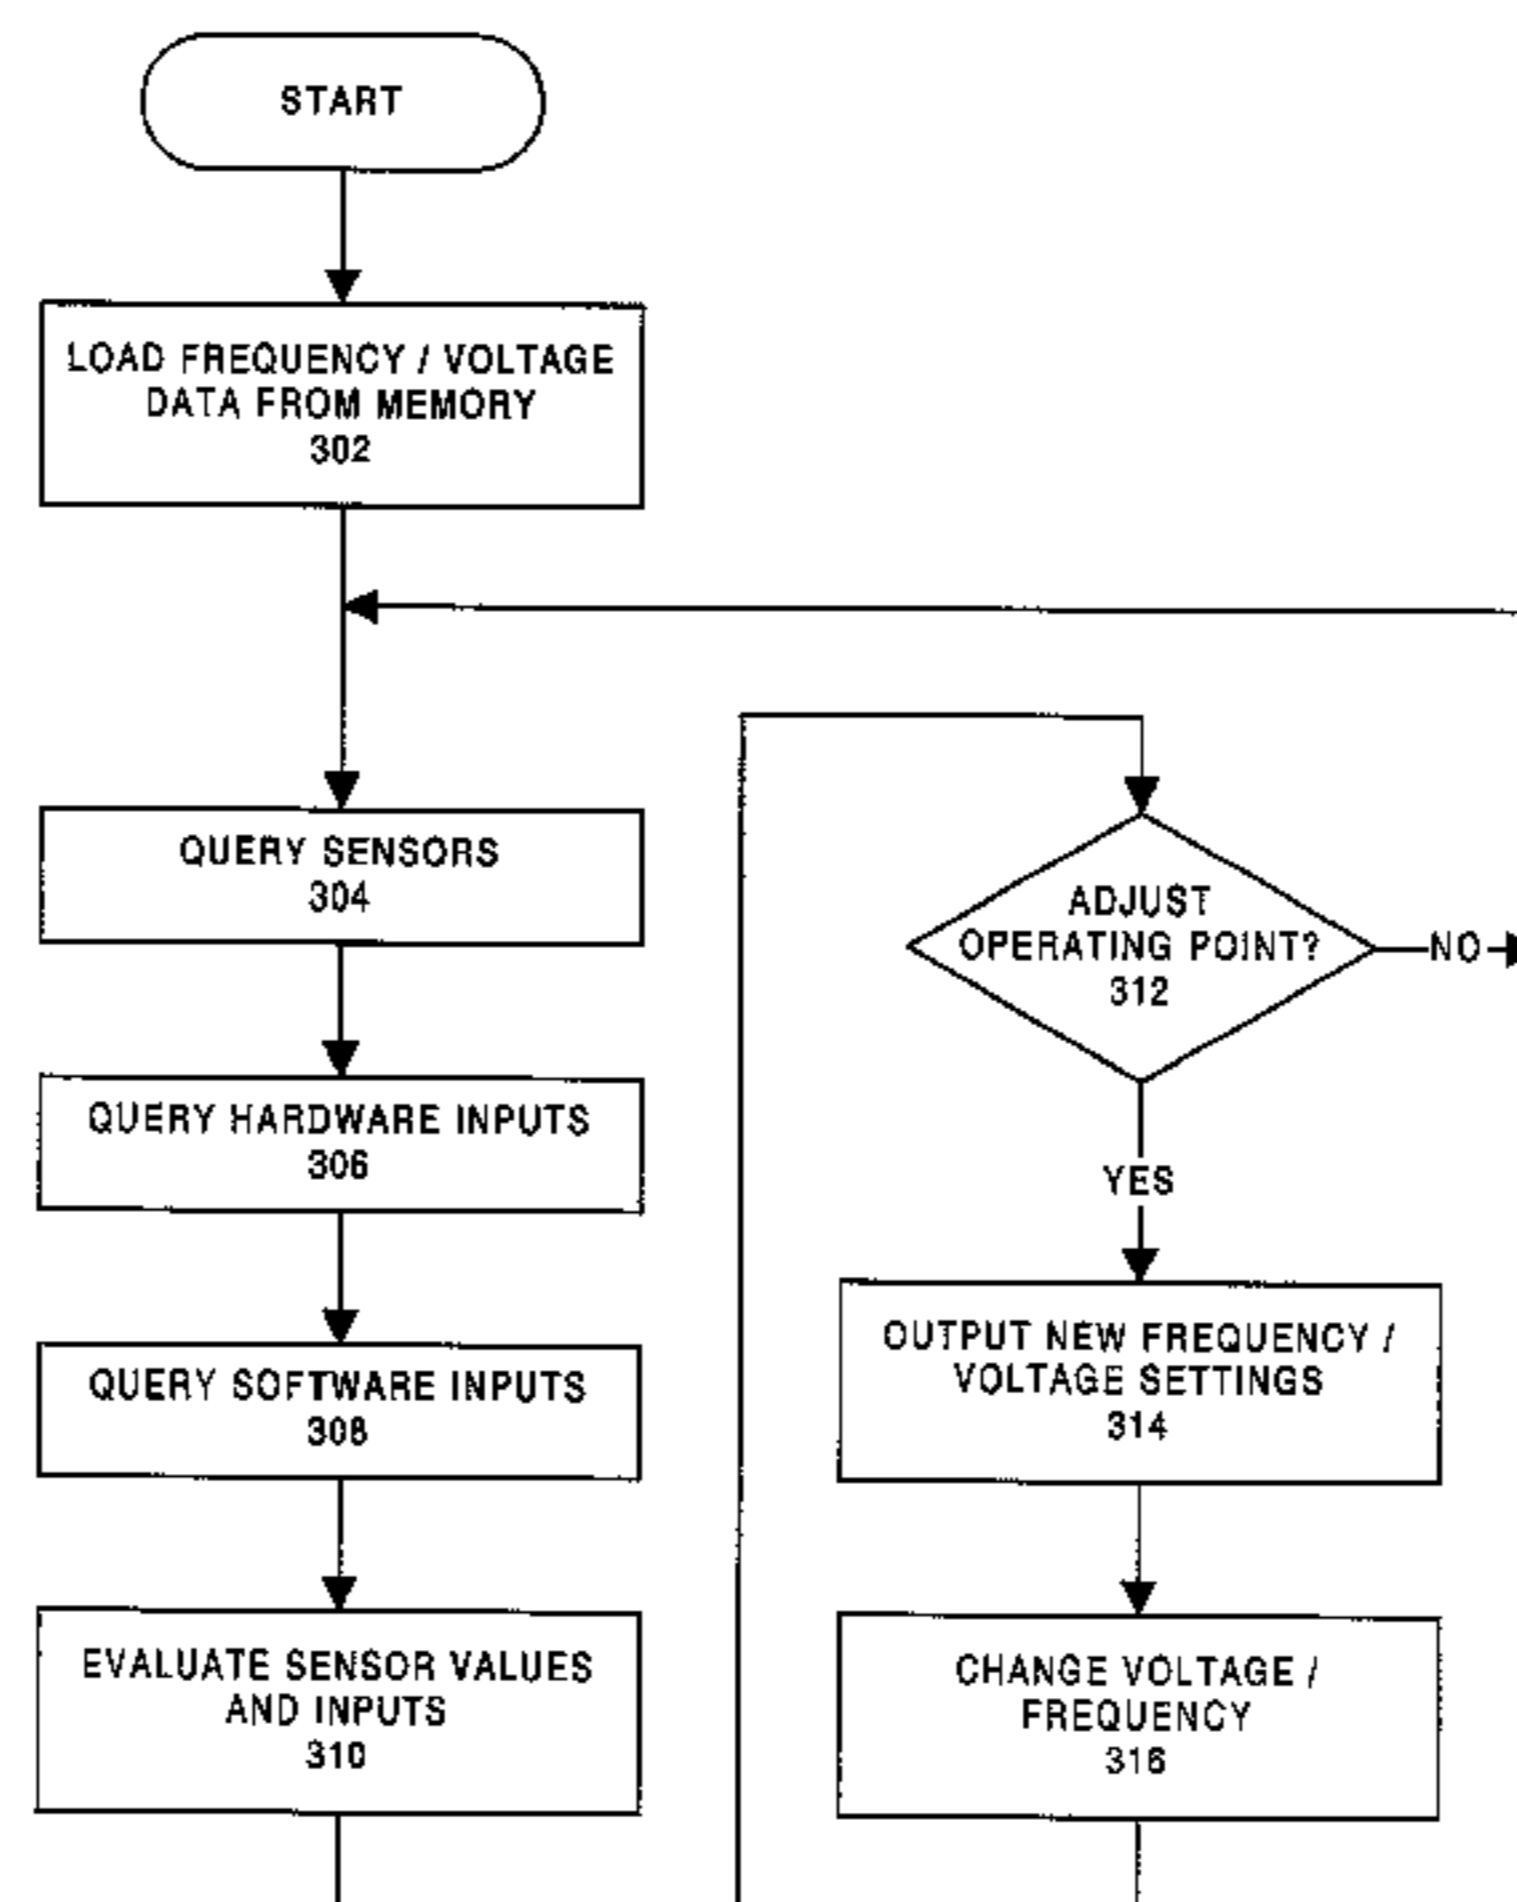 START
LOAD FREQUENCY / VOLTAGE
DATA FROM MEMORY
302
QUERY SENSORS
304
QUERY HARDWARE INPUTS
306
QUERY SOFTWARE INPUTS
308
EVALUATE SENSOR VALUES
AND INPUTS
310
ADJUST
OPERATING POINT?
312
NO
YES
OUTPUT NEW FREQUENCY /
VOLTAGE SETTINGS
314
CHANGE VOLTAGE /
FREQUENCY
316